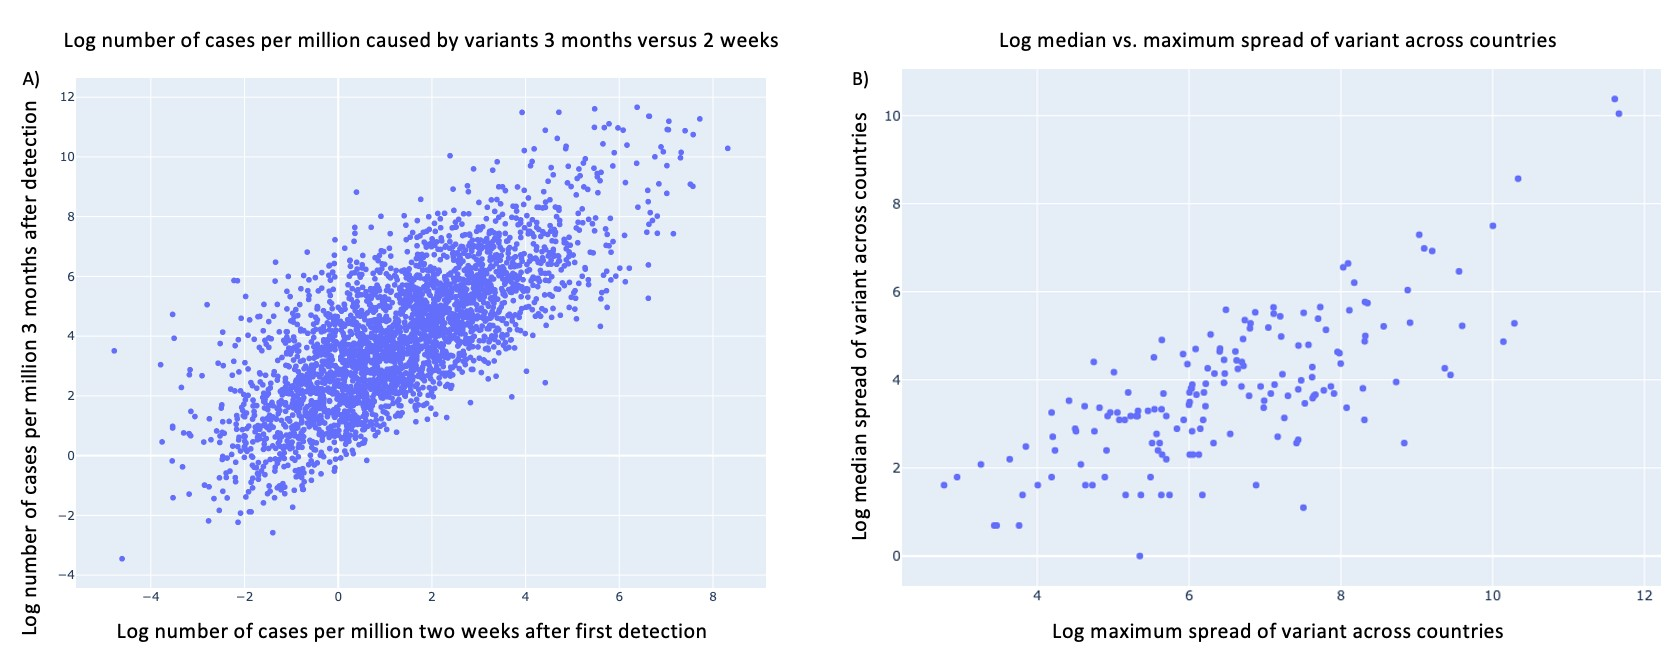 Log number of cases per million caused by variants 3 months versus 2 weeks
A)
Log number of cases per million 3 months after detection
12
10
8
6
4
2
0
−2
−4
−4 −2 0 2 4 6 8
Log number of cases per million two weeks after first detection
Log median vs. maximum spread of variant across countries
B)
Log median spread of variant across countries
10
8
6
4
2
0
4 6 8 10 12
Log maximum spread of variant across countries